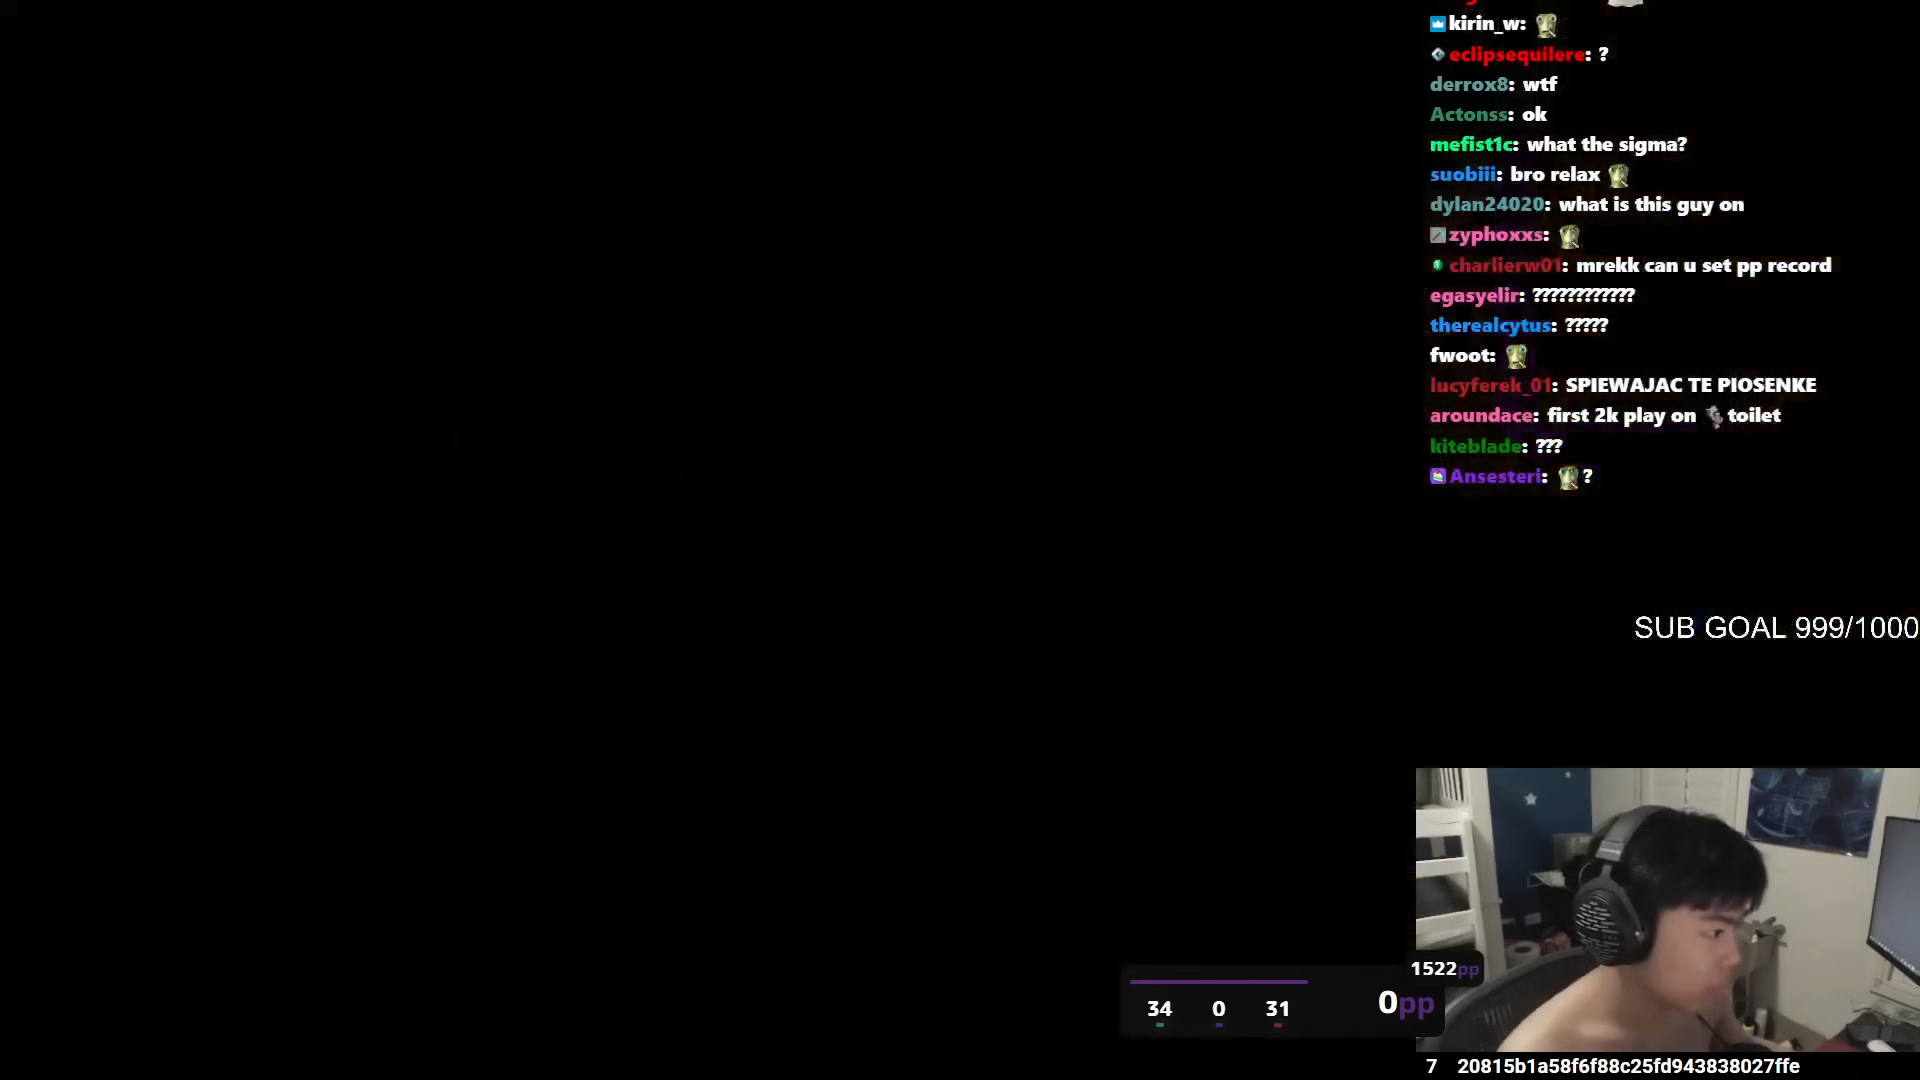 kirin_w:
eclipsequilere: ?
derrox8: wtf
Actonss: ok
mefist1c: what the sigma?
suobiii: bro relax
dylan24020: what is this guy on
zyphoxxs:
charlierw01: mrekk can u set pp record
egasyelir: ????????????
therealcytus: ?????
fwoot:
lucyferek_01: SPIEWAJAC TE PIOSENKE
aroundace: first 2k play on toilet
kiteblade: ???
Ansesteri: ?
SUB GOAL 999/1000
1522pp
34 0 31 0pp
7 20815b1a58f6f88c25fd943838027ffe